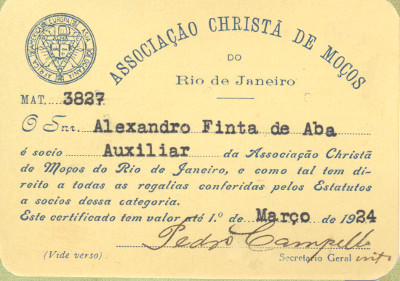 ASSOCIAÇÃO CHRISTÃ DE MOÇOS
DO
Rio de Janeiro
MAT. 3827
O Snr. Alexandro Finta de Aba
é socio Auxiliar da Associação Christã
de Moços do Rio de Janeiro, e como tal tem di-
reito a todas as regalias conferidas pelos Estatutos
a socios dessa categoria.
Este certificado tem valor até 1.º de Março de 1924
Pedro Campello
(Vide verso) Secretario Geral